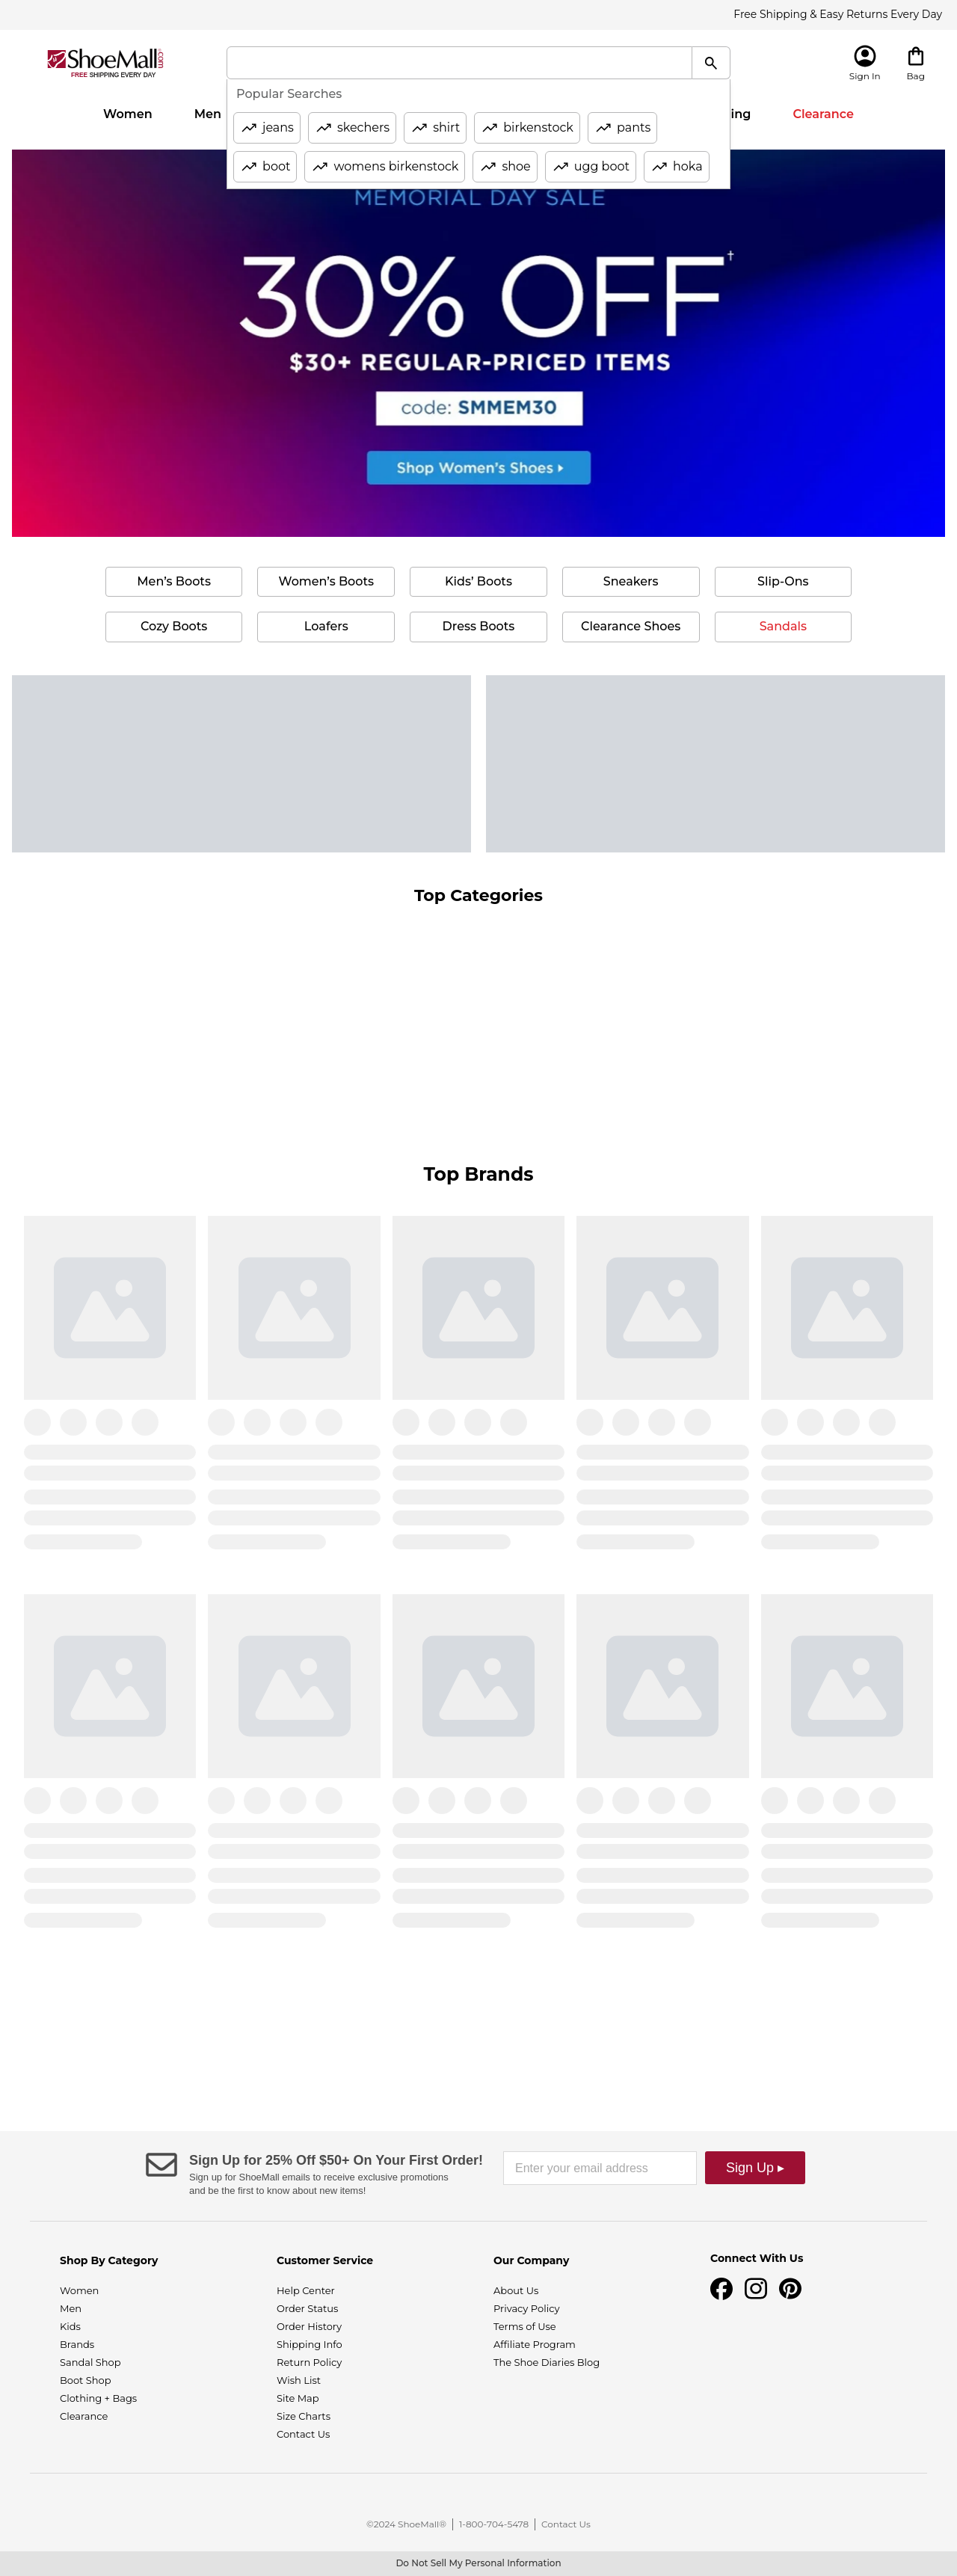 Free Shipping & Easy Returns Every Day
ShoeMall.com
FREE SHIPPING EVERY DAY
Sign In
Bag
Popular Searches
Women
Men
ing
Clearance
jeans
skechers
shirt
birkenstock
pants
boot
womens birkenstock
shoe
ugg boot
hoka
MEMORIAL DAY SALE
30% OFF†
$30+ REGULAR-PRICED ITEMS
code: SMMEM30
Shop Women's Shoes
Men's Boots
Women's Boots
Kids' Boots
Sneakers
Slip-Ons
Cozy Boots
Loafers
Dress Boots
Clearance Shoes
Sandals
Top Categories
Top Brands
Sign Up for 25% Off $50+ On Your First Order!
Sign up for ShoeMall emails to receive exclusive promotions
and be the first to know about new items!
Enter your email address
Sign Up ▸
Shop By Category
Women
Men
Kids
Brands
Sandal Shop
Boot Shop
Clothing + Bags
Clearance
Customer Service
Help Center
Order Status
Order History
Shipping Info
Return Policy
Wish List
Site Map
Size Charts
Contact Us
Our Company
About Us
Privacy Policy
Terms of Use
Affiliate Program
The Shoe Diaries Blog
Connect With Us
©2024 ShoeMall® | 1-800-704-5478 | Contact Us
Do Not Sell My Personal Information